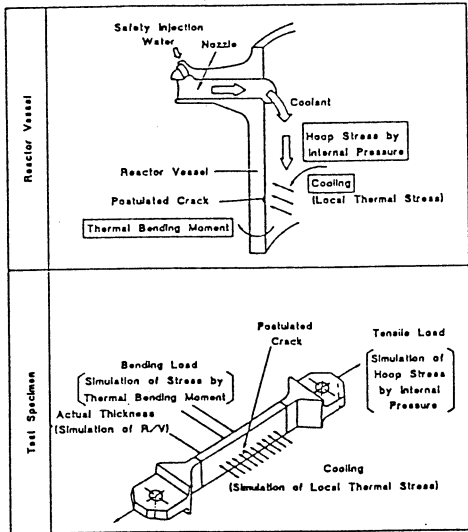 Reactor Vessel
Safety Injection
Water
Nozzle
Coolant
Hoop Stress by
Internal Pressure
Reactor Vessel
Cooling
Postulated Crack
(Local Thermal Stress)
Thermal Bending Moment
Test Specimen
Postulated
Crack
Tensile Load
Bending Load
Simulation of
Simulation of Stress by
Hoop Stress
Thermal Bending Moment
by Internal
Actual Thickness
Pressure
(Simulation of R/V)
Cooling
(Simulation of Local Thermal Stress)